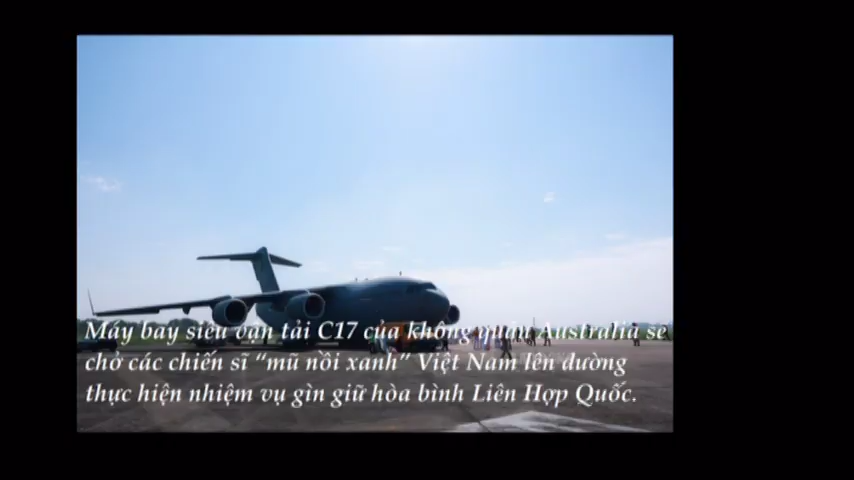 Máy bay siêu vận tải C17 của không quân Australia sẽ
chở các chiến sĩ “mũ nồi xanh” Việt Nam lên đường
thực hiện nhiệm vụ gìn giữ hòa bình Liên Hợp Quốc.